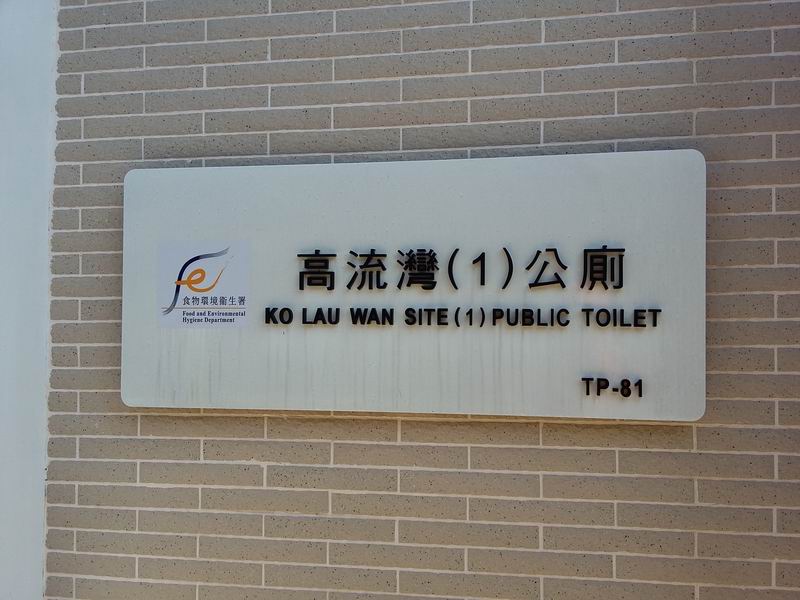 高流灣(1)公廁
KO LAU WAN SITE(1)PUBLIC TOILET
TP-81
食物環境衞生署
Food and Environmental
Hygiene Department